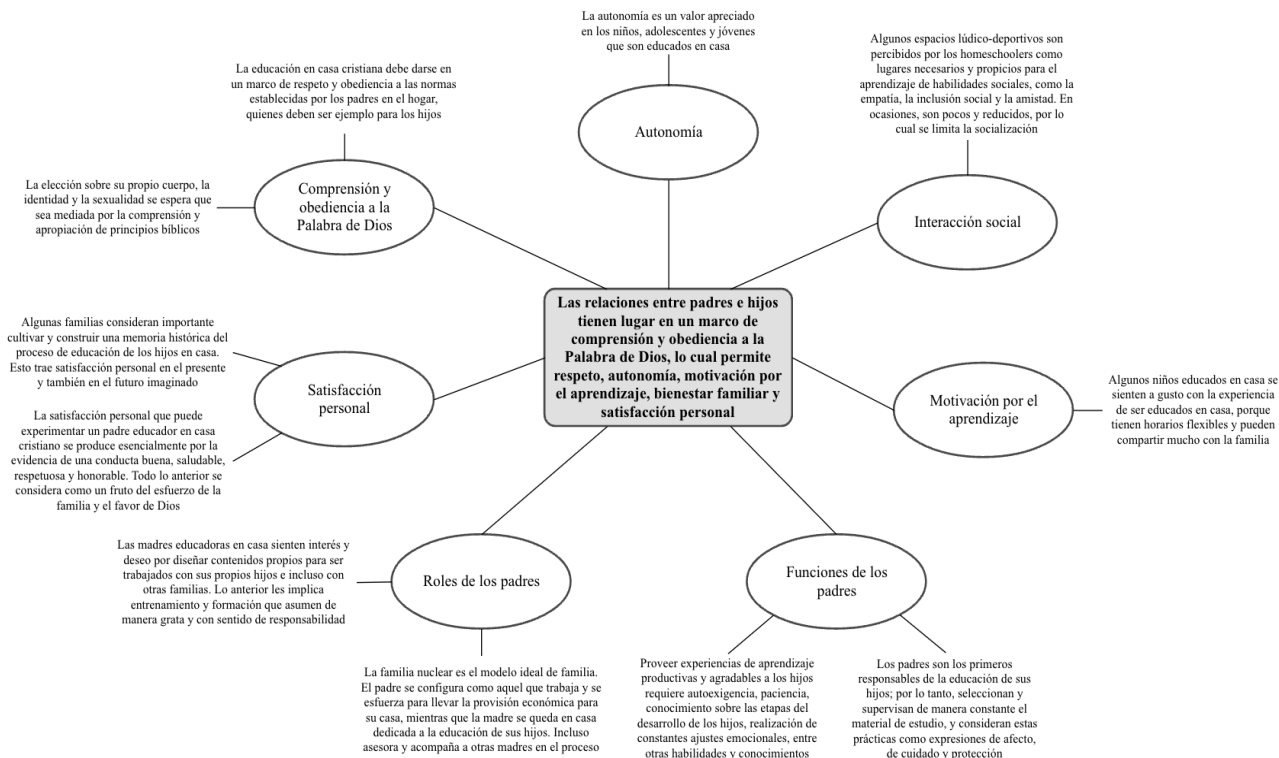 La autonomía es un valor apreciado
en los niños, adolescentes y jóvenes
que son educados en casa
Autonomía
Algunos espacios lúdico-deportivos son
percibidos por los homeschoolers como
lugares necesarios y propicios para el
aprendizaje de habilidades sociales, como la
empatía, la inclusión social y la amistad. En
ocasiones, son pocos y reducidos, por lo
cual se limita la socialización
Interacción social
La educación en casa cristiana debe darse en
un marco de respeto y obediencia a las normas
establecidas por los padres en el hogar,
quienes deben ser ejemplo para los hijos
La elección sobre su propio cuerpo, la
identidad y la sexualidad se espera que
sea mediada por la comprensión y
apropiación de principios bíblicos
Comprensión y
obediencia a la
Palabra de Dios
Las relaciones entre padres e hijos
tienen lugar en un marco de
comprensión y obediencia a la
Palabra de Dios, lo cual permite
respeto, autonomía, motivación por
el aprendizaje, bienestar familiar y
satisfacción personal
Algunas familias consideran importante
cultivar y construir una memoria histórica del
proceso de educación de los hijos en casa.
Esto trae satisfacción personal en el presente
y también en el futuro imaginado
La satisfacción personal que puede
experimentar un padre educador en casa
cristiano se produce esencialmente por la
evidencia de una conducta buena, saludable,
respetuosa y honorable. Todo lo anterior se
considera como un fruto del esfuerzo de la
familia y el favor de Dios
Satisfacción
personal
Motivación por el
aprendizaje
Algunos niños educados en casa se
sienten a gusto con la experiencia
de ser educados en casa, porque
tienen horarios flexibles y pueden
compartir mucho con la familia
Las madres educadoras en casa sienten interés y
deseo por diseñar contenidos propios para ser
trabajados con sus propios hijos e incluso con
otras familias. Lo anterior les implica
entrenamiento y formación que asumen de
manera grata y con sentido de responsabilidad
Roles de los padres
La familia nuclear es el modelo ideal de familia.
El padre se configura como aquel que trabaja y se
esfuerza para llevar la provisión económica para
su casa, mientras que la madre se queda en casa
dedicada a la educación de sus hijos. Incluso
asesora y acompaña a otras madres en el proceso
Funciones de los
padres
Proveer experiencias de aprendizaje
productivas y agradables a los hijos
requiere autoexigencia, paciencia,
conocimiento sobre las etapas del
desarrollo de los hijos, realización de
constantes ajustes emocionales, entre
otras habilidades y conocimientos
Los padres son los primeros
responsables de la educación de sus
hijos; por lo tanto, seleccionan y
supervisan de manera constante el
material de estudio, y consideran estas
prácticas como expresiones de afecto,
de cuidado y protección